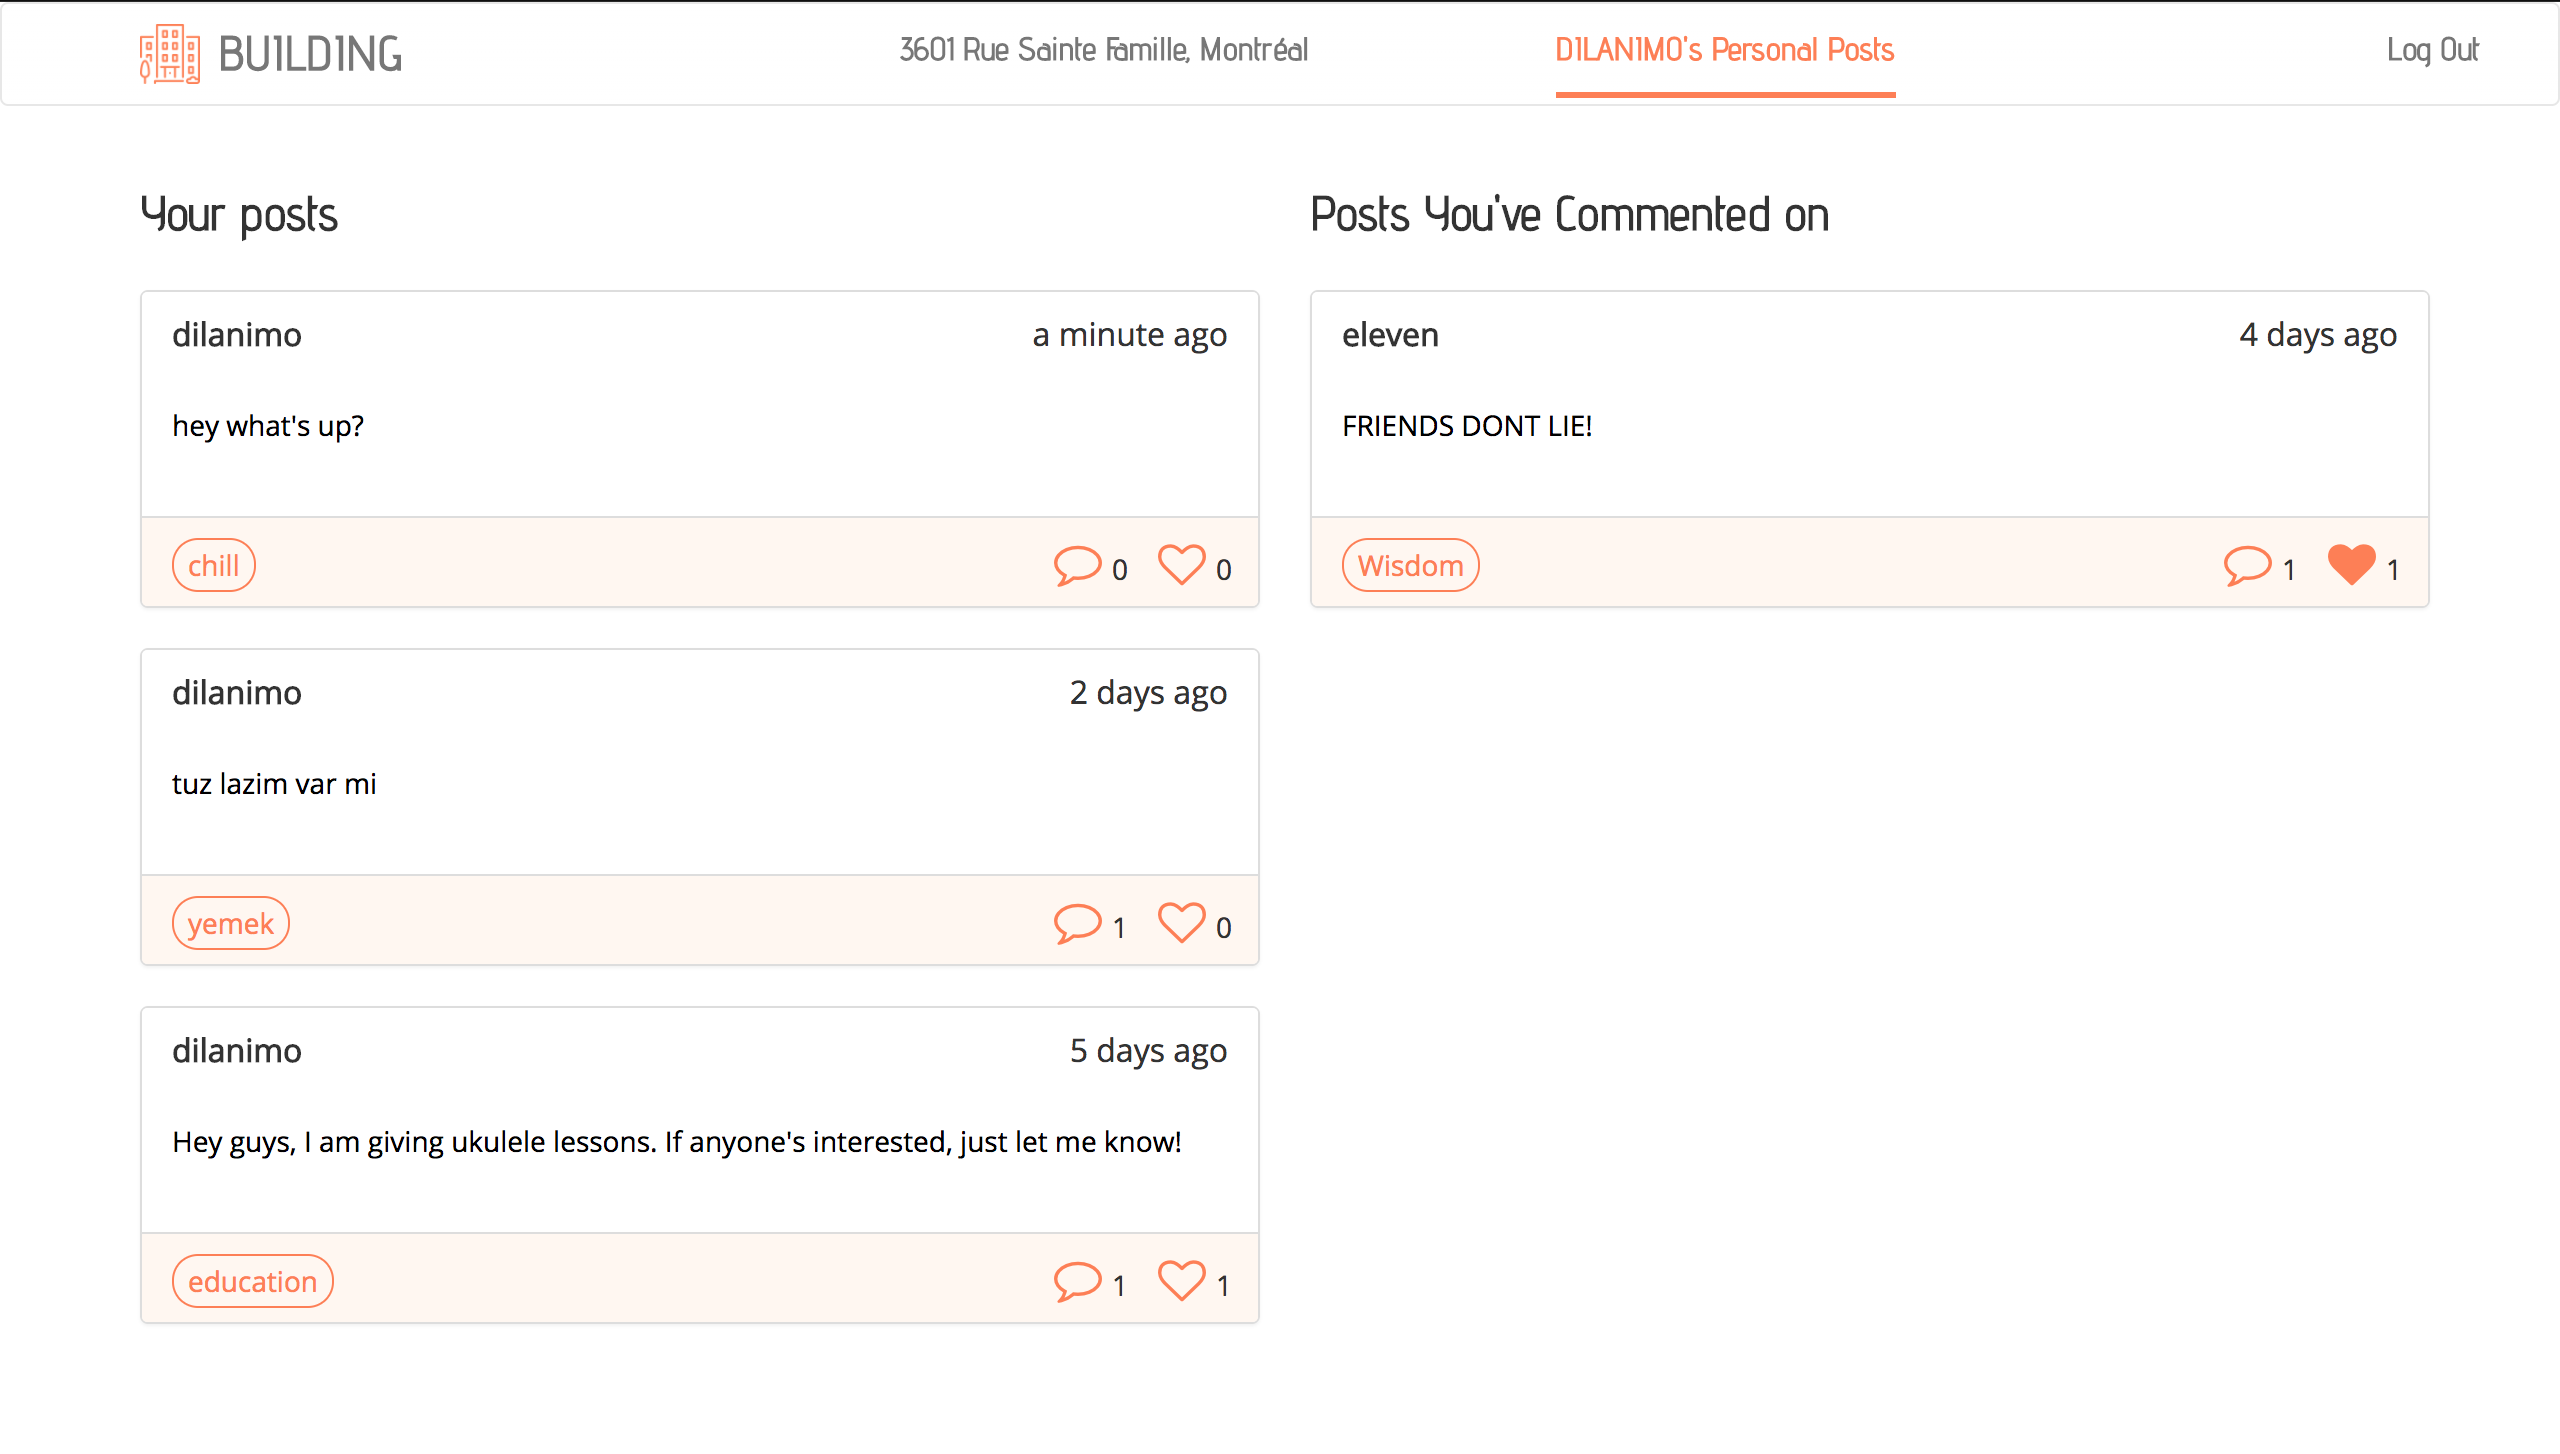 BUILDING
3601 Rue Sainte Famille, Montréal
DILANIMO's Personal Posts
Log Out
Your posts
dilanimo
a minute ago
hey what's up?
chill
0
0
dilanimo
2 days ago
tuz lazim var mi
yemek
1
0
dilanimo
5 days ago
Hey guys, I am giving ukulele lessons. If anyone's interested, just let me know!
education
1
1
Posts You've Commented on
eleven
4 days ago
FRIENDS DONT LIE!
Wisdom
1
1